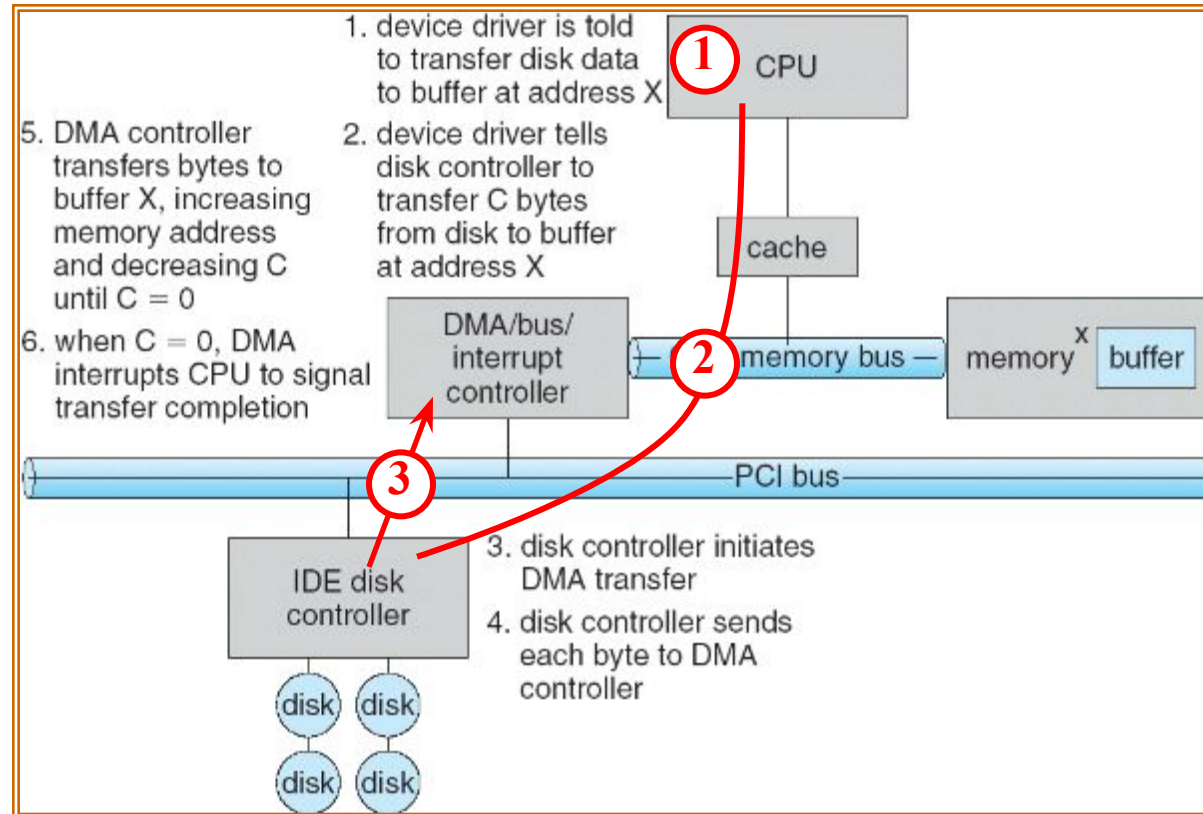 1. device driver is told
to transfer disk data
to buffer at address X
2. device driver tells
disk controller to
transfer C bytes
from disk to buffer
at address X
5. DMA controller
transfers bytes to
buffer X, increasing
memory address
and decreasing C
until C = 0
6. when C = 0, DMA
interrupts CPU to signal
transfer completion
1
CPU
cache
DMA/bus/
interrupt
controller
2
memory bus
memory
X
buffer
3
PCI bus
IDE disk
controller
3. disk controller initiates
DMA transfer
4. disk controller sends
each byte to DMA
controller
disk
disk
disk
disk